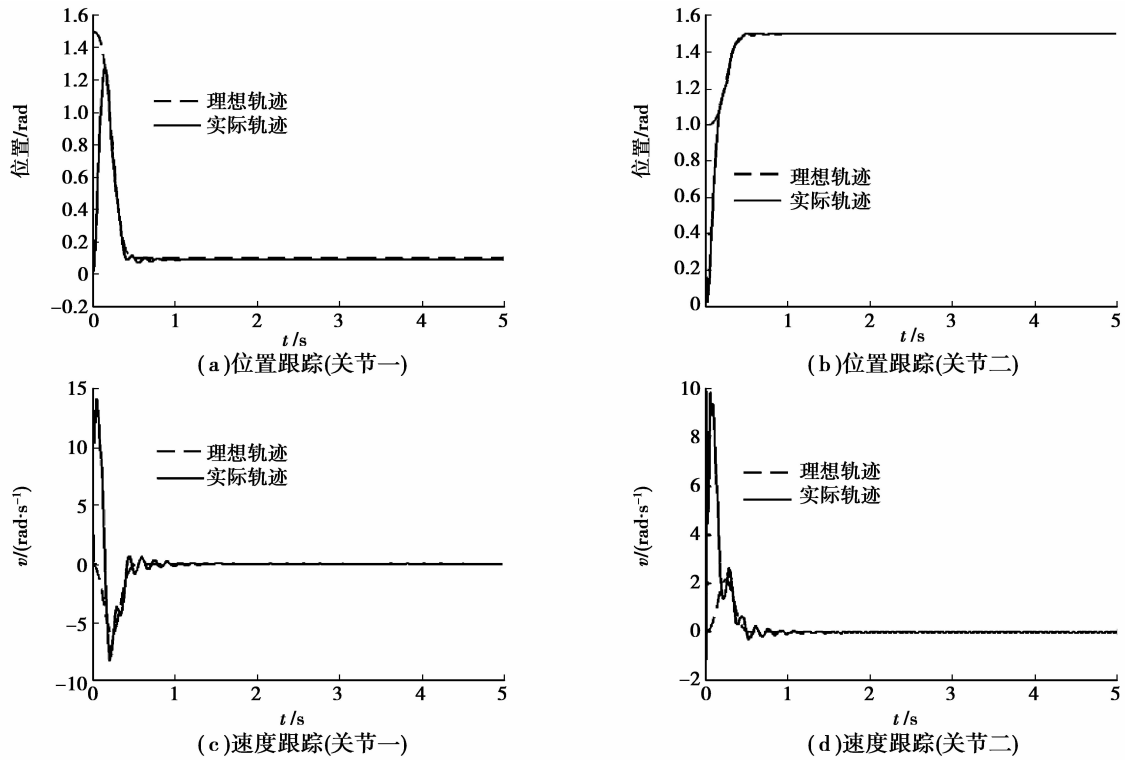 1.6
1.4
1.2
1.0
0.8
0.6
0.4
0.2
0
−0.2
位置/rad
理想轨迹
实际轨迹
0 1 2 3 4 5
t/s
(a)位置跟踪(关节一)
1.6
1.4
1.2
1.0
0.8
0.6
0.4
0.2
0
位置/rad
理想轨迹
实际轨迹
0 1 2 3 4 5
t/s
(b)位置跟踪(关节二)
15
10
5
0
−5
−10
v/(rad·s⁻¹)
理想轨迹
实际轨迹
0 1 2 3 4 5
t/s
(c)速度跟踪(关节一)
10
8
6
4
2
0
−2
v/(rad·s⁻¹)
理想轨迹
实际轨迹
0 1 2 3 4 5
t/s
(d)速度跟踪(关节二)